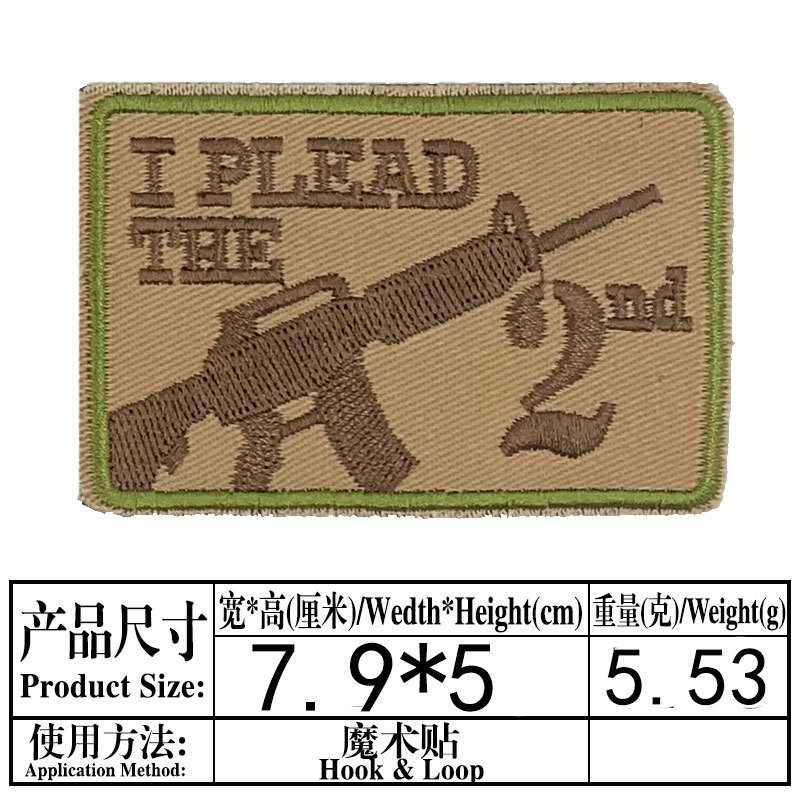 I PLEAD
THE
2nd
产品尺寸
Product Size:
宽*高(厘米)/Wedth*Height(cm)
重量(克)/Weight(g)
7.9*5
5.53
使用方法:
Application Method:
魔术贴
Hook & Loop